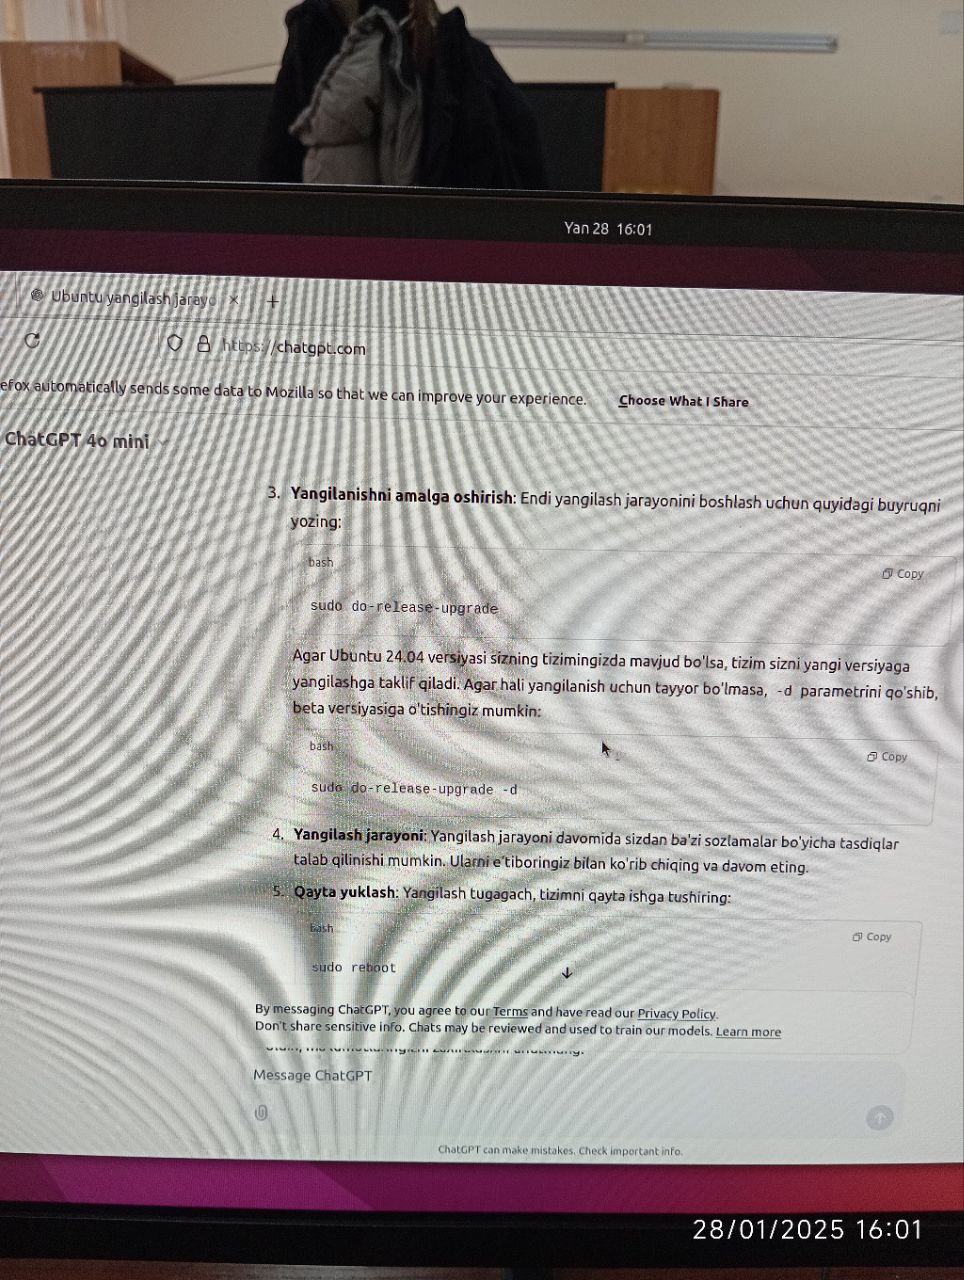 Yan 28 16:01
Ubuntu yangilash jarayo
https://chatgpt.com
efox automatically sends some data to Mozilla so that we can improve your experience. Choose What I Share
ChatGPT 4o mini
3. Yangilanishni amalga oshirish: Endi yangilash jarayonini boshlash uchun quyidagi buyruqni
yozing:
bash Copy
sudo do-release-upgrade
Agar Ubuntu 24.04 versiyasi sizning tizimingizda mavjud bo'lsa, tizim sizni yangi versiyaga
yangilashga taklif qiladi. Agar hali yangilanish uchun tayyor bo'lmasa, -d parametrini qo'shib,
beta versiyasiga o'tishingiz mumkin:
bash Copy
sudo do-release-upgrade -d
4. Yangilash jarayoni: Yangilash jarayoni davomida sizdan ba'zi sozlamalar bo'yicha tasdiqlar
talab qilinishi mumkin. Ularni e'tiboringiz bilan ko'rib chiqing va davom eting.
5. Qayta yuklash: Yangilash tugagach, tizimni qayta ishga tushiring:
bash Copy
sudo reboot
By messaging ChatGPT, you agree to our Terms and have read our Privacy Policy.
Don't share sensitive info. Chats may be reviewed and used to train our models. Learn more
Message ChatGPT
ChatGPT can make mistakes. Check important info.
28/01/2025 16:01